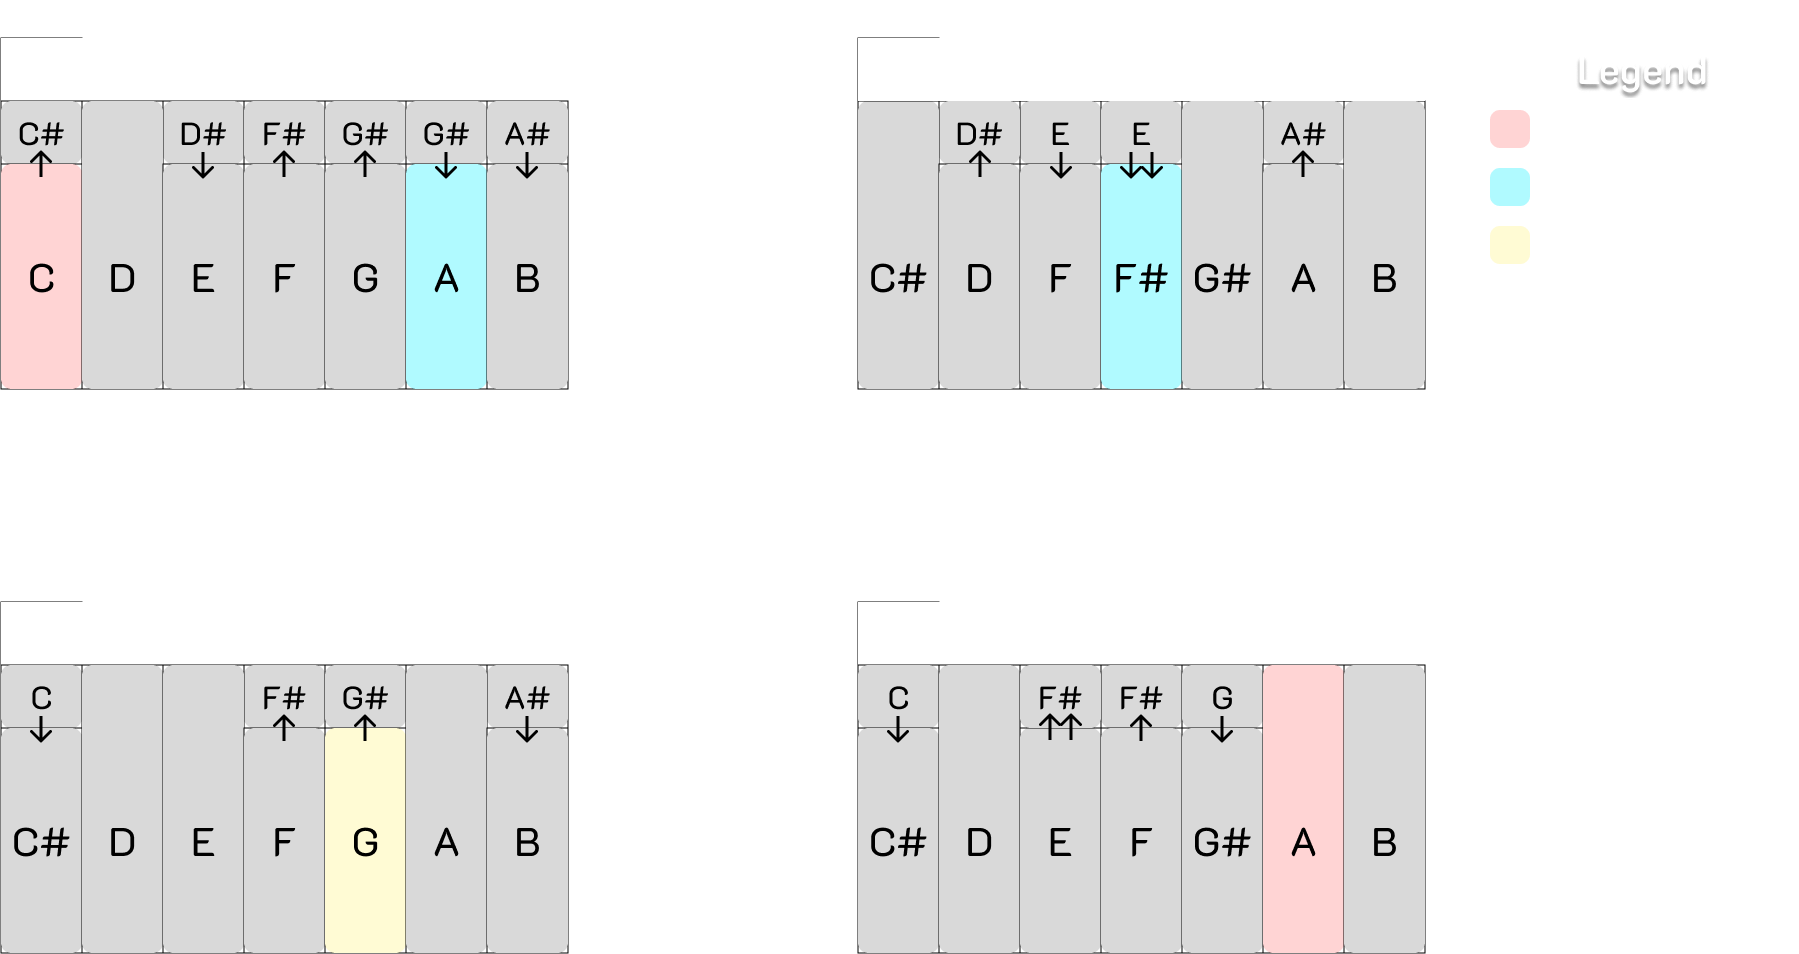 Legend
C# D# F# G# G# A#
C D E F G A B
D# E E A#
C# D F F# G# A B
C F# G# A#
C# D E F G A B
C F# F# G
C# D E F G# A B